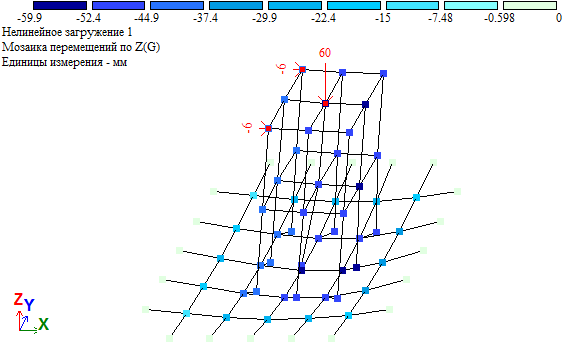 -59.9 -52.4 -44.9 -37.4 -29.9 -22.4 -15 -7.48 -0.598 0
Нелинейное загружение 1
Мозаика перемещений по Z(G)
Единицы измерения - мм
60
-6
-6
Z
Y
X